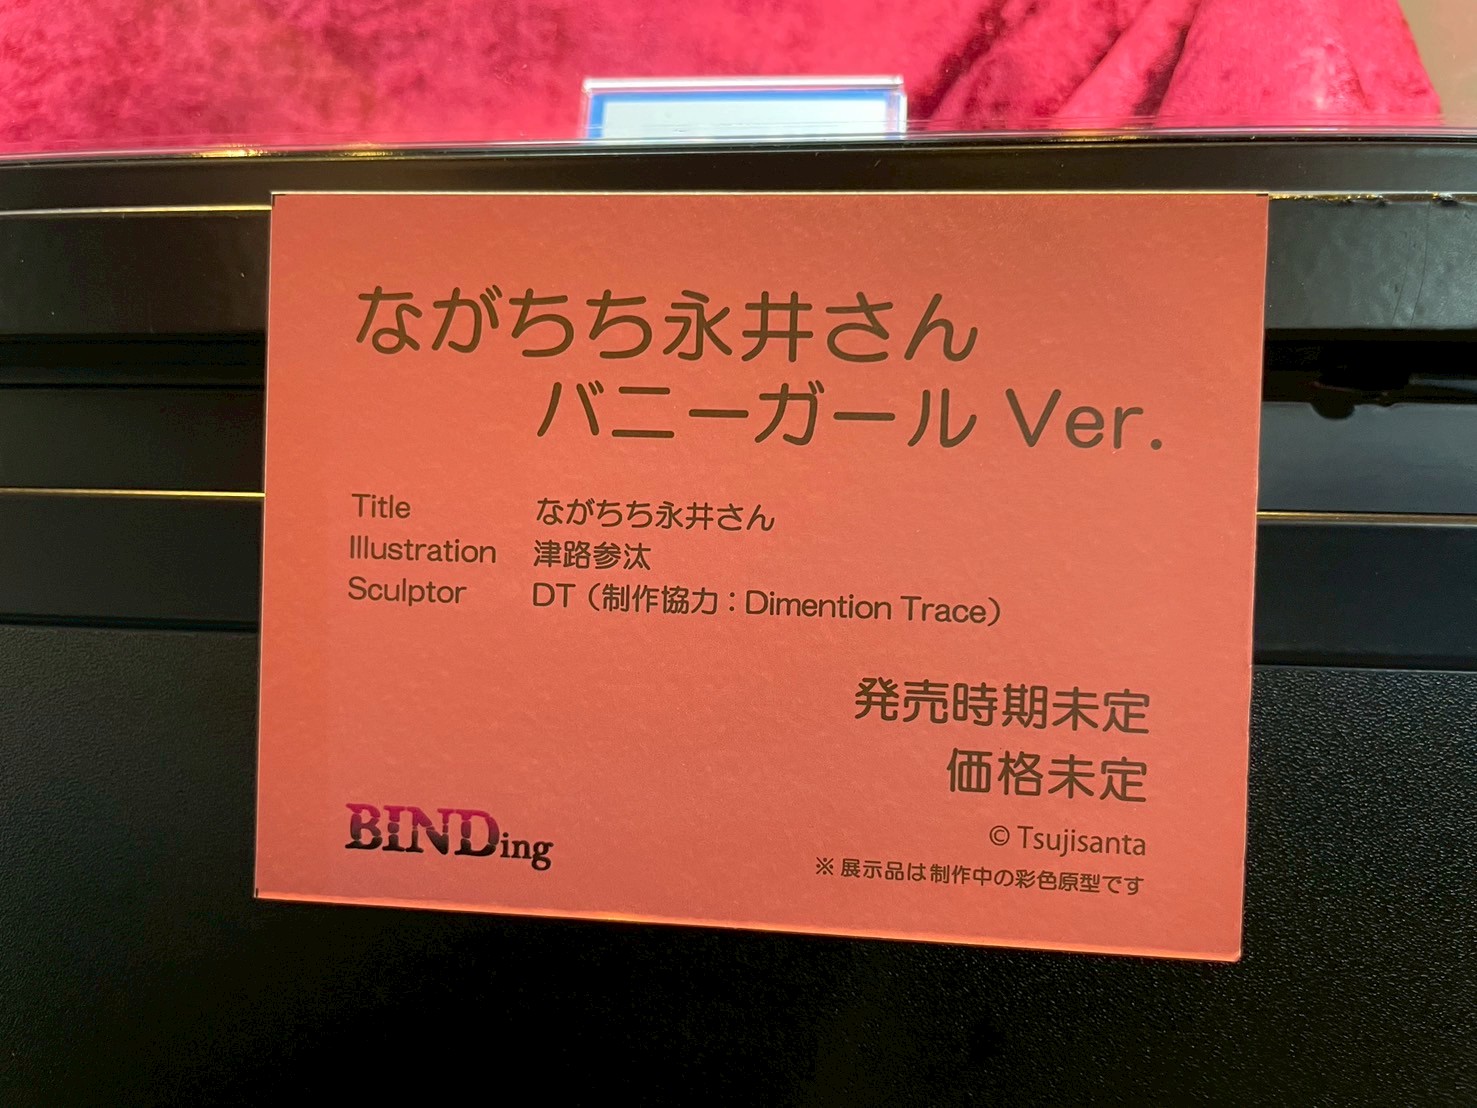 ながちち永井さん
バニーガール Ver.
Title ながちち永井さん
Illustration 津路参汰
Sculptor DT（制作協力：Dimention Trace）
発売時期未定
価格未定
BINDing
© Tsujisanta
※ 展示品は制作中の彩色原型です